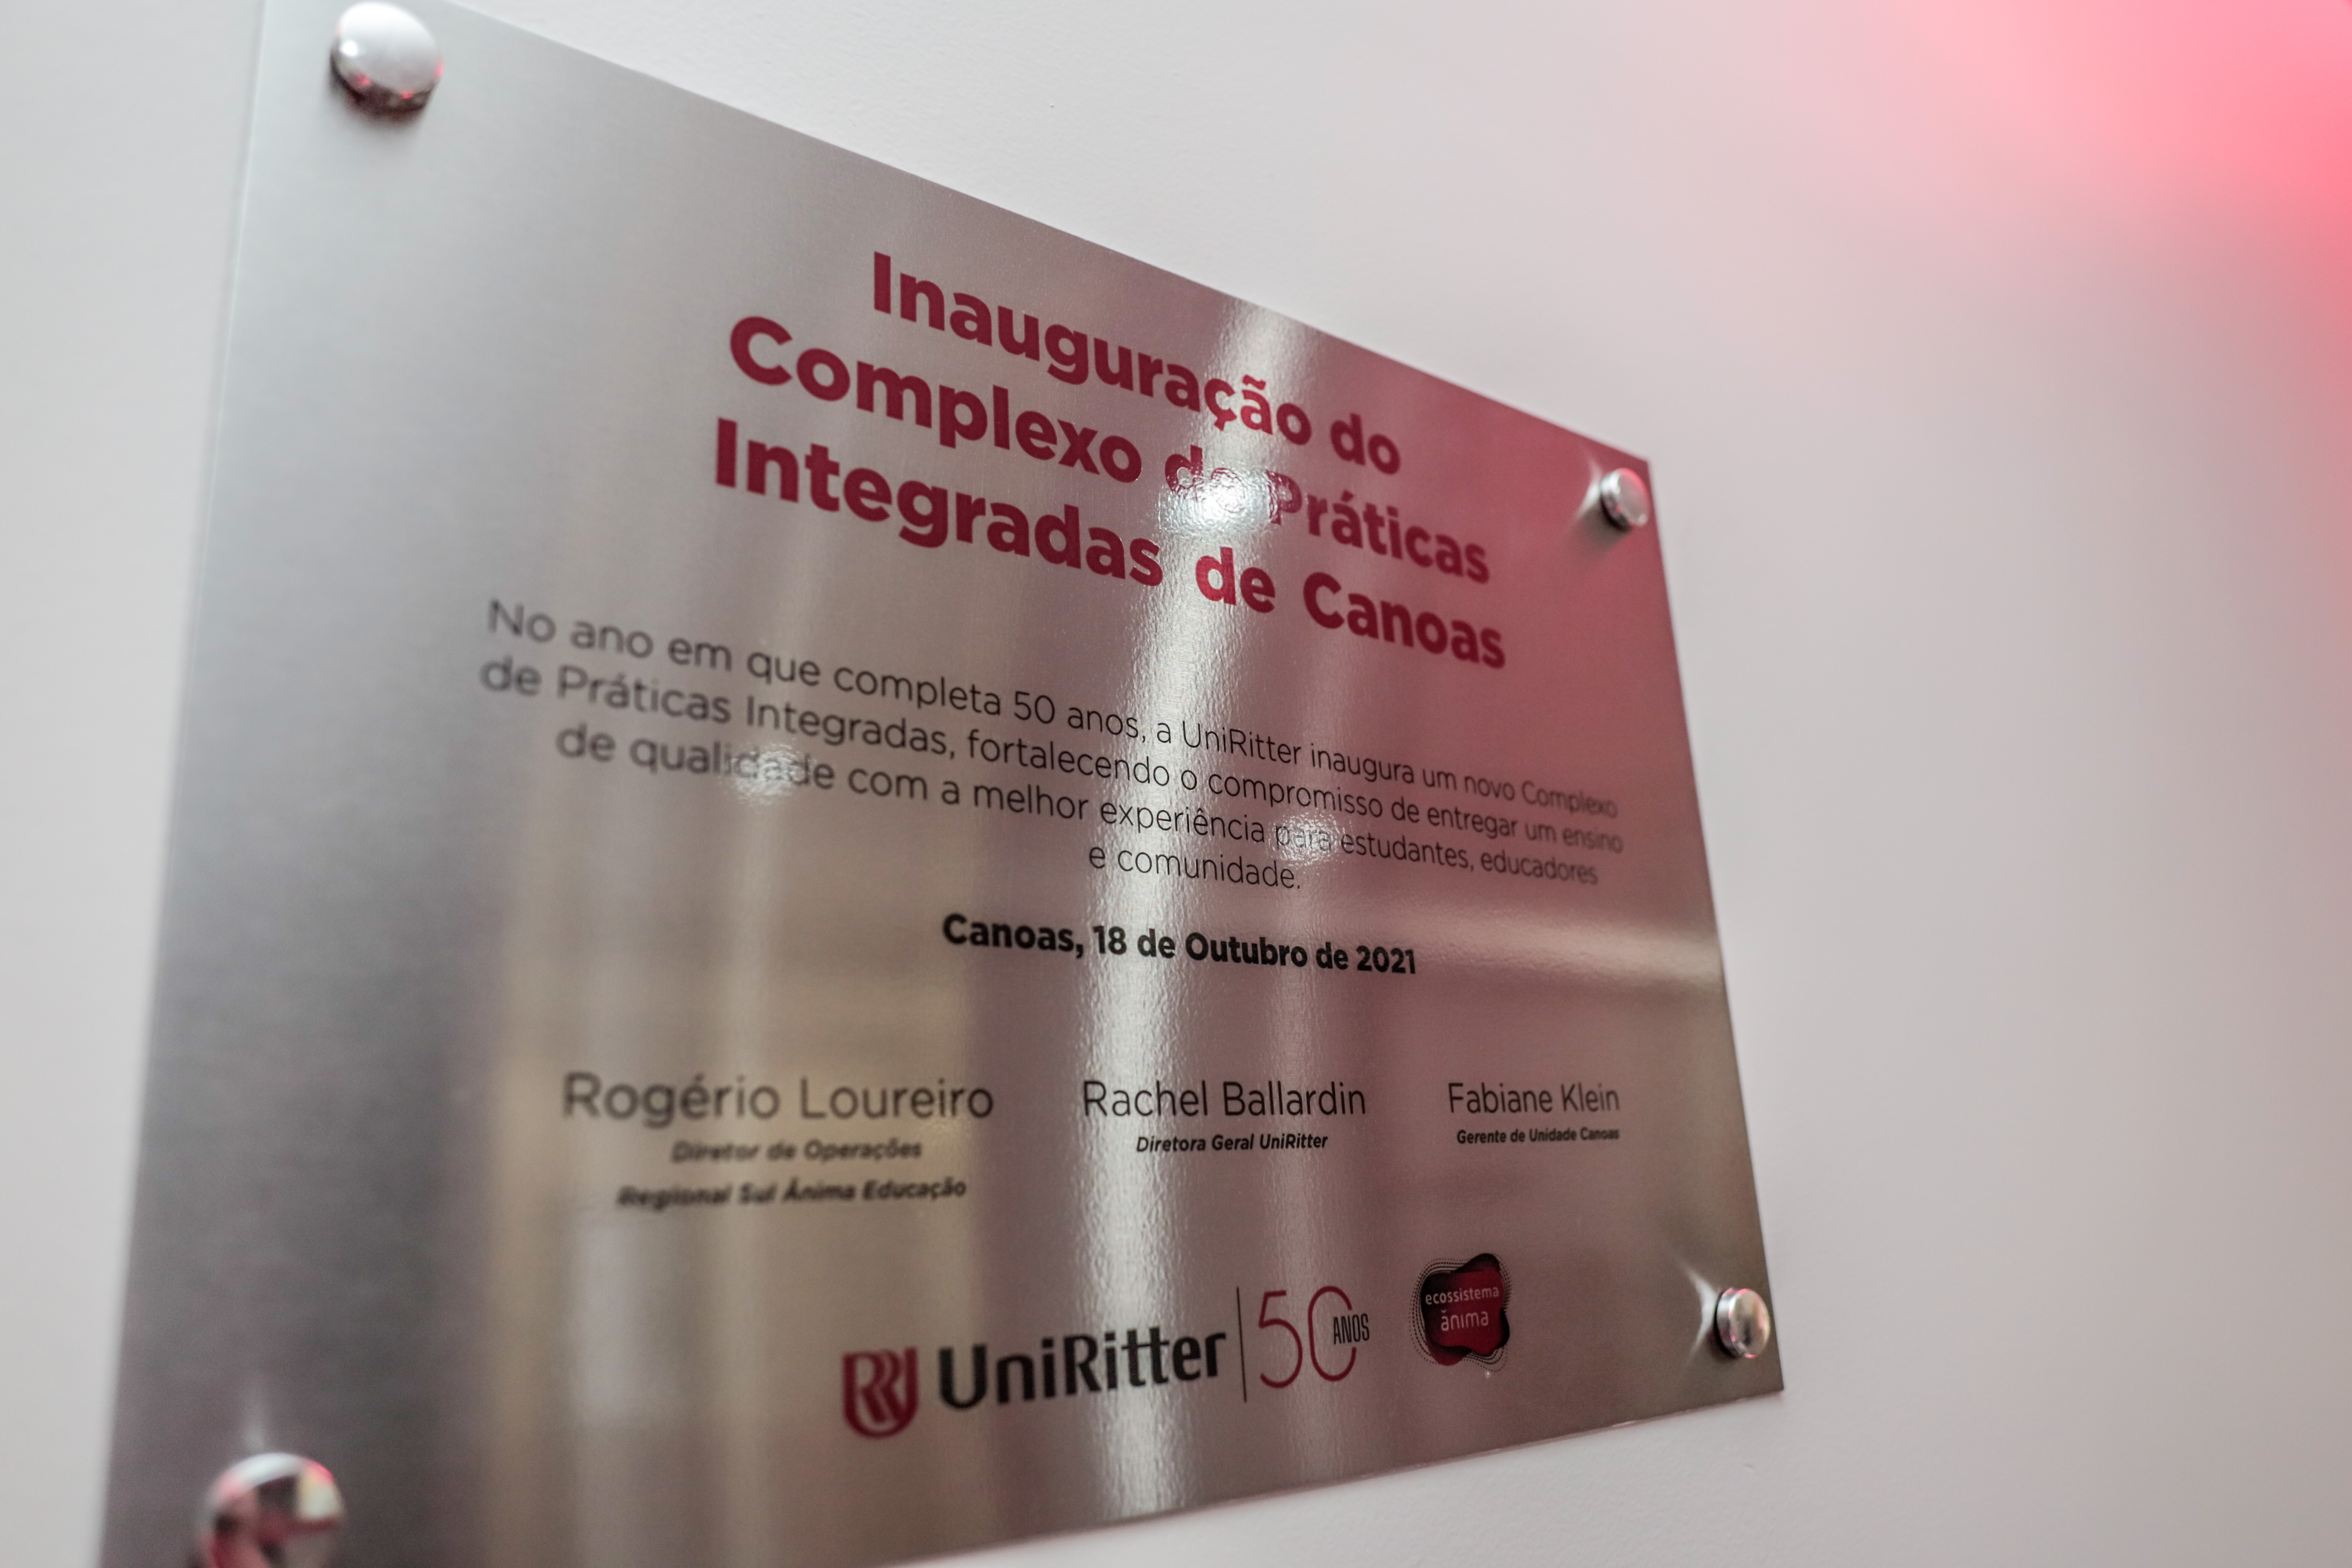 Inauguração do
Complexo de Práticas
Integradas de Canoas
No ano em que completa 50 anos, a UniRitter inaugura um novo Complexo
de Práticas Integradas, fortalecendo o compromisso de entregar um ensino
de qualidade com a melhor experiência para estudantes, educadores
e comunidade.
Canoas, 18 de Outubro de 2021
Rogério Loureiro
Diretor de Operações
Regional Sul Ânima Educação
Rachel Ballardin
Diretora Geral UniRitter
Fabiane Klein
Gerente de Unidade Canoas
UniRitter 50 ANOS
ecossistema
ănima